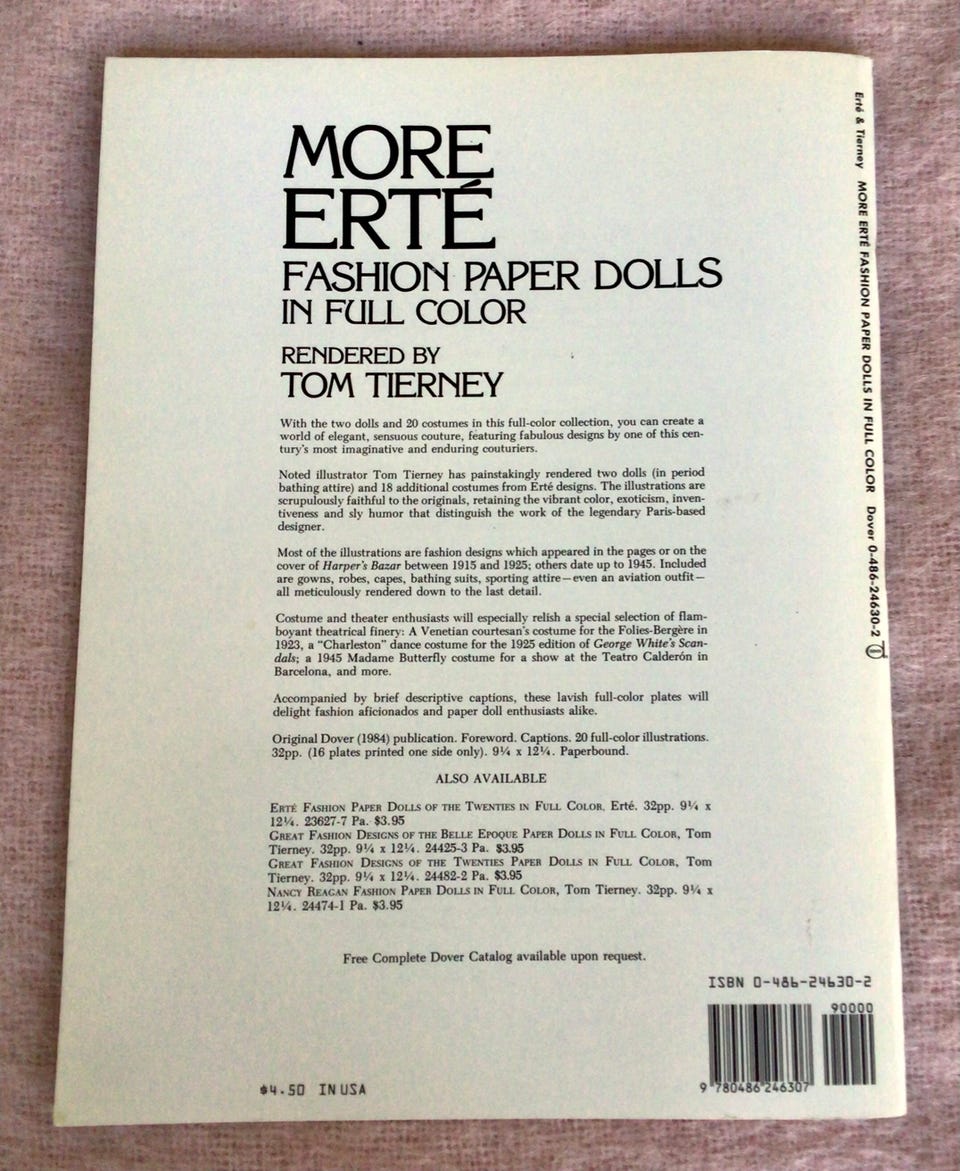 MORE
ERTÉ
FASHION PAPER DOLLS
IN FULL COLOR
RENDERED BY
TOM TIERNEY
With the two dolls and 20 costumes in this full-color collection, you can create a
world of elegant, sensuous couture, featuring fabulous designs by one of this cen-
tury's most imaginative and enduring couturiers.
Noted illustrator Tom Tierney has painstakingly rendered two dolls (in period
bathing attire) and 18 additional costumes from Erté designs. The illustrations are
scrupulously faithful to the originals, retaining the vibrant color, exoticism, inven-
tiveness and sly humor that distinguish the work of the legendary Paris-based
designer.
Most of the illustrations are fashion designs which appeared in the pages or on the
cover of Harper's Bazar between 1915 and 1925; others date up to 1945. Included
are gowns, robes, capes, bathing suits, sporting attire—even an aviation outfit—
all meticulously rendered down to the last detail.
Costume and theater enthusiasts will especially relish a special selection of flam-
boyant theatrical finery: A Venetian courtesan's costume for the Folies-Bergère in
1923, a "Charleston" dance costume for the 1925 edition of George White's Scan-
dals; a 1945 Madame Butterfly costume for a show at the Teatro Calderón in
Barcelona, and more.
Accompanied by brief descriptive captions, these lavish full-color plates will
delight fashion aficionados and paper doll enthusiasts alike.
Original Dover (1984) publication. Foreword. Captions. 20 full-color illustrations.
32pp. (16 plates printed one side only). 9¼ x 12¼. Paperbound.
ALSO AVAILABLE
ERTÉ FASHION PAPER DOLLS OF THE TWENTIES IN FULL COLOR, Erté. 32pp. 9¼ x
12¼. 23627-7 Pa. $3.95
GREAT FASHION DESIGNS OF THE BELLE EPOQUE PAPER DOLLS IN FULL COLOR, Tom
Tierney. 32pp. 9¼ x 12¼. 24425-3 Pa. $3.95
GREAT FASHION DESIGNS OF THE TWENTIES PAPER DOLLS IN FULL COLOR, Tom
Tierney. 32pp. 9¼ x 12¼. 24482-2 Pa. $3.95
NANCY REAGAN FASHION PAPER DOLLS IN FULL COLOR, Tom Tierney. 32pp. 9¼ x
12¼. 24474-1 Pa. $3.95
Free Complete Dover Catalog available upon request.
ISBN 0-486-24630-2
90000
9 780486 246307
$4.50 IN USA
Erté & Tierney MORE ERTÉ FASHION PAPER DOLLS IN FULL COLOR Dover 0-486-24630-2